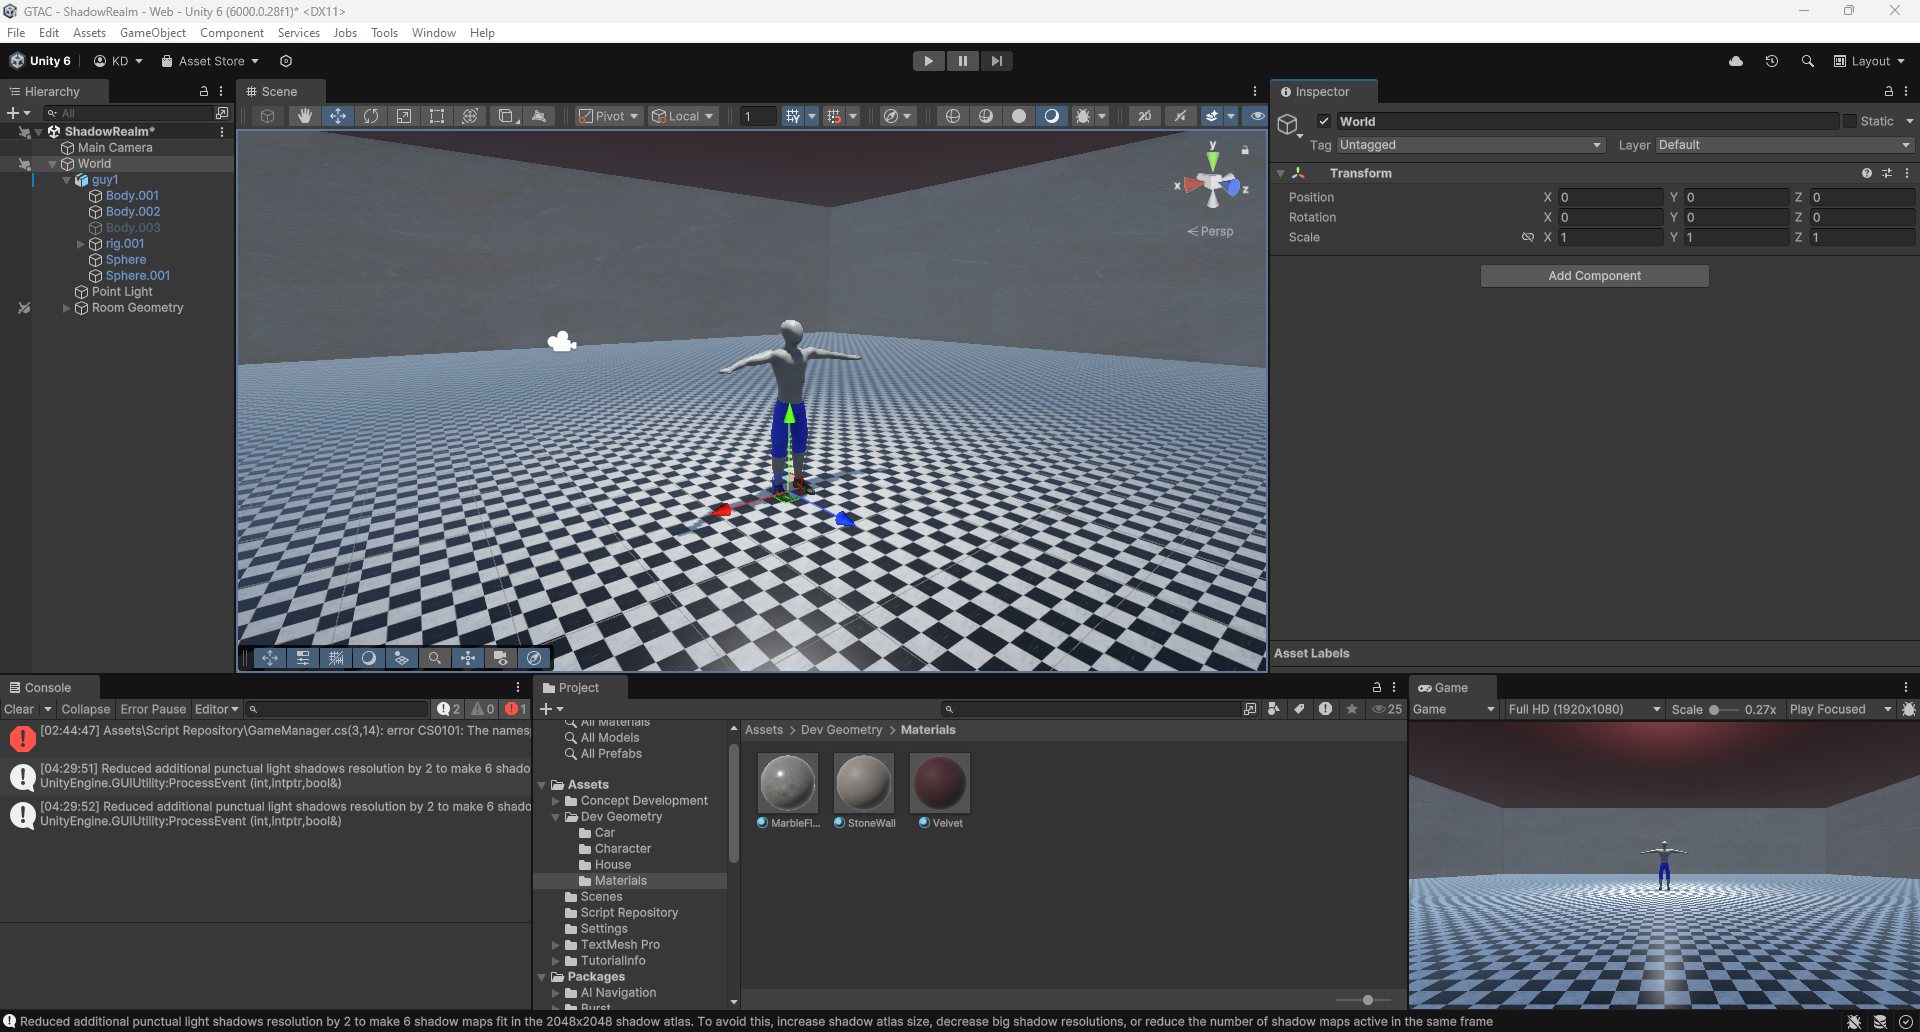 GTAC - ShadowRealm - Web - Unity 6 (6000.0.28f1)* <DX11>
File Edit Assets GameObject Component Services Jobs Tools Window Help
Unity 6 KD Asset Store Layout
Hierarchy
All
ShadowRealm*
Main Camera
World
guy1
Body.001
Body.002
Body.003
rig.001
Sphere
Sphere.001
Point Light
Room Geometry
Scene
Pivot Local 1 2D
y
x
z
Persp
Inspector
World Static
Tag Untagged Layer Default
Transform
Position X 0 Y 0 Z 0
Rotation X 0 Y 0 Z 0
Scale X 1 Y 1 Z 1
Add Component
Asset Labels
Console
Clear Collapse Error Pause Editor 2 0 1
[02:44:47] Assets\Script Repository\GameManager.cs(3,14): error CS0101: The names
[04:29:51] Reduced additional punctual light shadows resolution by 2 to make 6 shado
UnityEngine.GUIUtility:ProcessEvent (int,intptr,bool&)
[04:29:52] Reduced additional punctual light shadows resolution by 2 to make 6 shado
UnityEngine.GUIUtility:ProcessEvent (int,intptr,bool&)
Project
25
All Materials
All Models
All Prefabs
Assets
Concept Development
Dev Geometry
Car
Character
House
Materials
Scenes
Script Repository
Settings
TextMesh Pro
TutorialInfo
Packages
AI Navigation
Burst
Assets > Dev Geometry > Materials
MarbleFl... StoneWall Velvet
Game
Game Full HD (1920x1080) Scale 0.27x Play Focused
Reduced additional punctual light shadows resolution by 2 to make 6 shadow maps fit in the 2048x2048 shadow atlas. To avoid this, increase shadow atlas size, decrease big shadow resolutions, or reduce the number of shadow maps active in the same frame